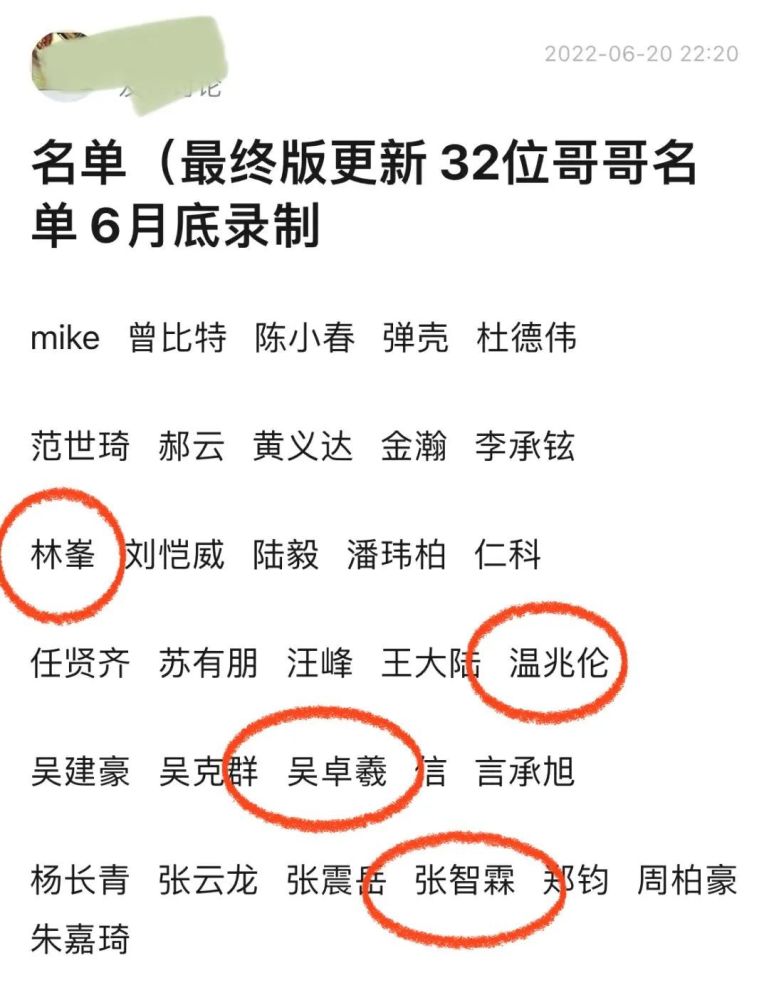 2022-06-20 22:20
名单（最终版更新 32位哥哥名
单 6月底录制
mike 曾比特 陈小春 弹壳 杜德伟
范世琦 郝云 黄义达 金瀚 李承铉
林峯 刘恺威 陆毅 潘玮柏 仁科
任贤齐 苏有朋 汪峰 王大陆 温兆伦
吴建豪 吴克群 吴卓羲 信 言承旭
杨长青 张云龙 张震岳 张智霖 郑钧 周柏豪
朱嘉琦